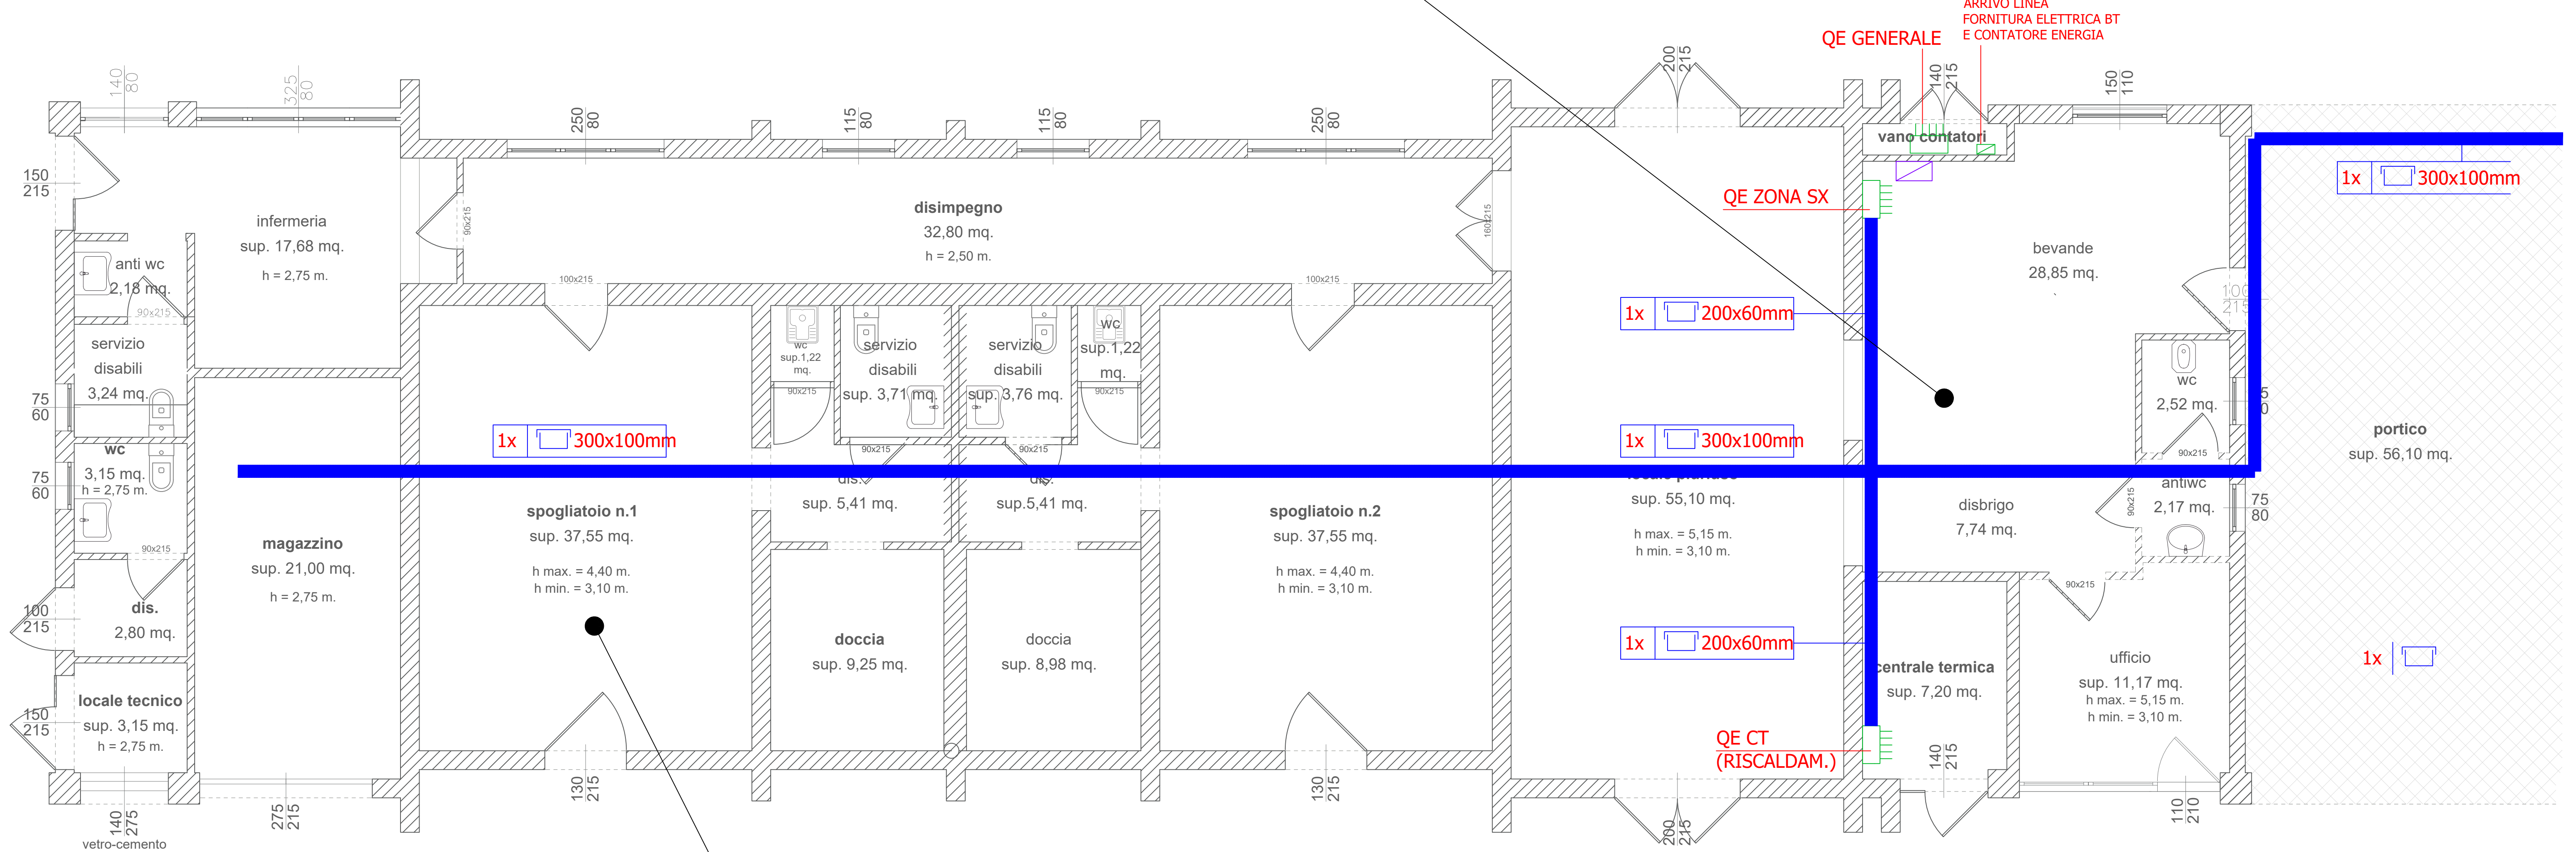 ARRIVO LINEA
FORNITURA ELETTRICA BT
E CONTATORE ENERGIA
QE GENERALE
140
80
325
80
250
80
115
80
115
80
250
80
200
215
140
215
150
110
vano contatori
1x 300x100mm
150
215
infermeria
sup. 17,68 mq.
h = 2,75 m.
90x215
disimpegno
32,80 mq.
h = 2,50 m.
160x215
QE ZONA SX
bevande
28,85 mq.
anti wc
2,18 mq.
90x215
100x215
100x215
100
215
1x 200x60mm
servizio
disabili
3,24 mq.
wc
sup.1,22
mq.
90x215
servizio
disabili
sup. 3,71 mq.
servizio
disabili
sup. 3,76 mq.
wc
sup.1,22
mq.
90x215
wc
2,52 mq.
75
60
1x 300x100mm
1x 300x100mm
90x215
90x215
90x215
portico
sup. 56,10 mq.
wc
3,15 mq.
h = 2,75 m.
75
60
dis.
sup. 5,41 mq.
dis.
sup.5,41 mq.
locale pluriuso
sup. 55,10 mq.
h max. = 5,15 m.
h min. = 3,10 m.
disbrigo
7,74 mq.
90x215
antiwc
2,17 mq.
75
80
spogliatoio n.1
sup. 37,55 mq.
h max. = 4,40 m.
h min. = 3,10 m.
spogliatoio n.2
sup. 37,55 mq.
h max. = 4,40 m.
h min. = 3,10 m.
magazzino
sup. 21,00 mq.
h = 2,75 m.
90x215
90x215
dis.
2,80 mq.
100
215
doccia
sup. 9,25 mq.
doccia
sup. 8,98 mq.
1x 200x60mm
centrale termica
sup. 7,20 mq.
ufficio
sup. 11,17 mq.
h max. = 5,15 m.
h min. = 3,10 m.
1x
locale tecnico
sup. 3,15 mq.
h = 2,75 m.
150
215
QE CT
(RISCALDAM.)
140
275
vetro-cemento
275
215
130
215
130
215
200
215
140
215
110
210